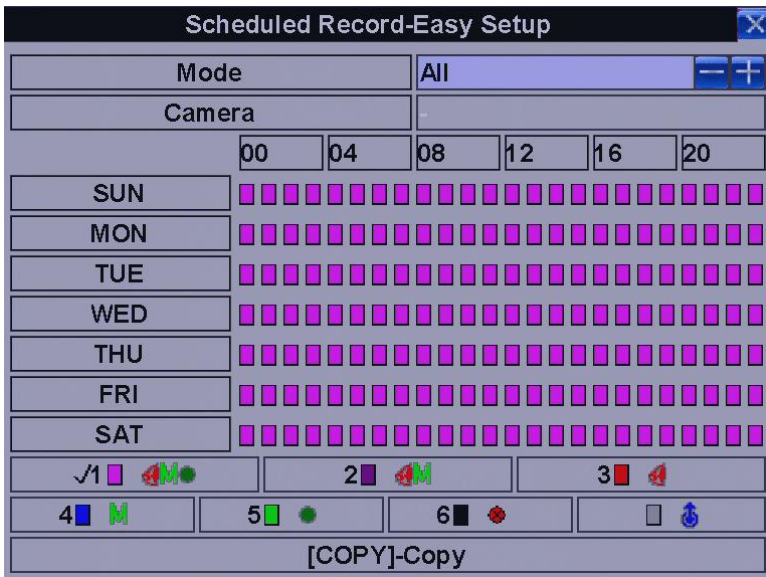 Scheduled Record-Easy Setup X
Mode All − +
Camera -
00 04 08 12 16 20
SUN
MON
TUE
WED
THU
FRI
SAT
√1 M 2 M 3
4 M 5 6
[COPY]-Copy